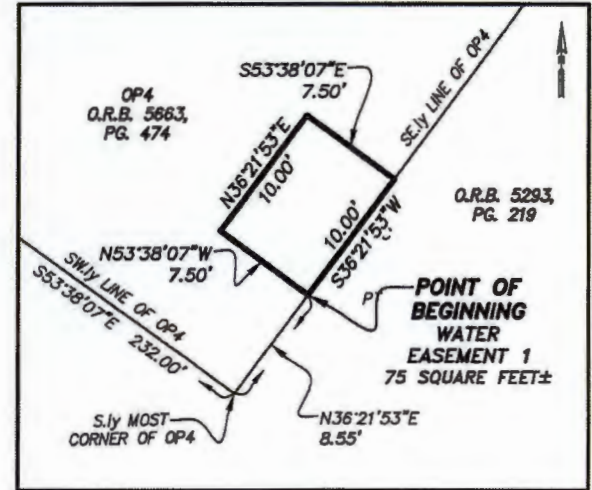 S53°38'07"E
7.50'
OP4
O.R.B. 5663,
PG. 474
SE.ly LINE OF OP4
N36°21'53"E
10.00'
10.00'
S36°21'53"W
O.R.B. 5293,
PG. 219
N53°38'07"W
7.50'
SW.ly LINE OF OP4
S53°38'07"E 232.00'
POINT OF
BEGINNING
WATER
EASEMENT 1
75 SQUARE FEET±
S.ly MOST
CORNER OF OP4
N36°21'53"E
8.55'